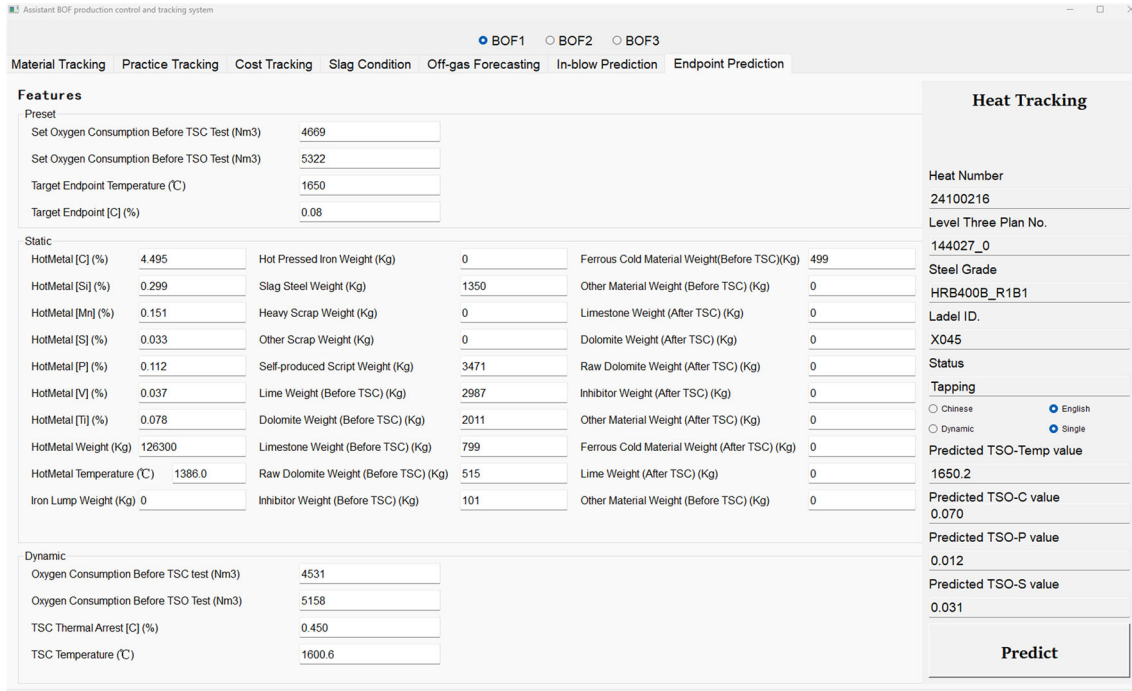 Assistant BOF production control and tracking system
BOF1 BOF2 BOF3
Material Tracking Practice Tracking Cost Tracking Slag Condition Off-gas Forecasting In-blow Prediction Endpoint Prediction
Features
Preset
Set Oxygen Consumption Before TSC Test (Nm3) 4669
Set Oxygen Consumption Before TSO Test (Nm3) 5322
Target Endpoint Temperature (℃) 1650
Target Endpoint [C] (%) 0.08
Static
HotMetal [C] (%) 4.495 Hot Pressed Iron Weight (Kg) 0 Ferrous Cold Material Weight(Before TSC)(Kg) 499
HotMetal [Si] (%) 0.299 Slag Steel Weight (Kg) 1350 Other Material Weight (Before TSC) (Kg) 0
HotMetal [Mn] (%) 0.151 Heavy Scrap Weight (Kg) 0 Limestone Weight (After TSC) (Kg) 0
HotMetal [S] (%) 0.033 Other Scrap Weight (Kg) 0 Dolomite Weight (After TSC) (Kg) 0
HotMetal [P] (%) 0.112 Self-produced Script Weight (Kg) 3471 Raw Dolomite Weight (After TSC) (Kg) 0
HotMetal [V] (%) 0.037 Lime Weight (Before TSC) (Kg) 2987 Inhibitor Weight (After TSC) (Kg) 0
HotMetal [Ti] (%) 0.078 Dolomite Weight (Before TSC) (Kg) 2011 Other Material Weight (After TSC) (Kg) 0
HotMetal Weight (Kg) 126300 Limestone Weight (Before TSC) (Kg) 799 Ferrous Cold Material Weight (After TSC) (Kg) 0
HotMetal Temperature (℃) 1386.0 Raw Dolomite Weight (Before TSC) (Kg) 515 Lime Weight (After TSC) (Kg) 0
Iron Lump Weight (Kg) 0 Inhibitor Weight (Before TSC) (Kg) 101 Other Material Weight (Before TSC) (Kg) 0
Dynamic
Oxygen Consumption Before TSC test (Nm3) 4531
Oxygen Consumption Before TSO Test (Nm3) 5158
TSC Thermal Arrest [C] (%) 0.450
TSC Temperature (℃) 1600.6
Heat Tracking
Heat Number
24100216
Level Three Plan No.
144027_0
Steel Grade
HRB400B_R1B1
Ladel ID.
X045
Status
Tapping
Chinese English
Dynamic Single
Predicted TSO-Temp value
1650.2
Predicted TSO-C value
0.070
Predicted TSO-P value
0.012
Predicted TSO-S value
0.031
Predict